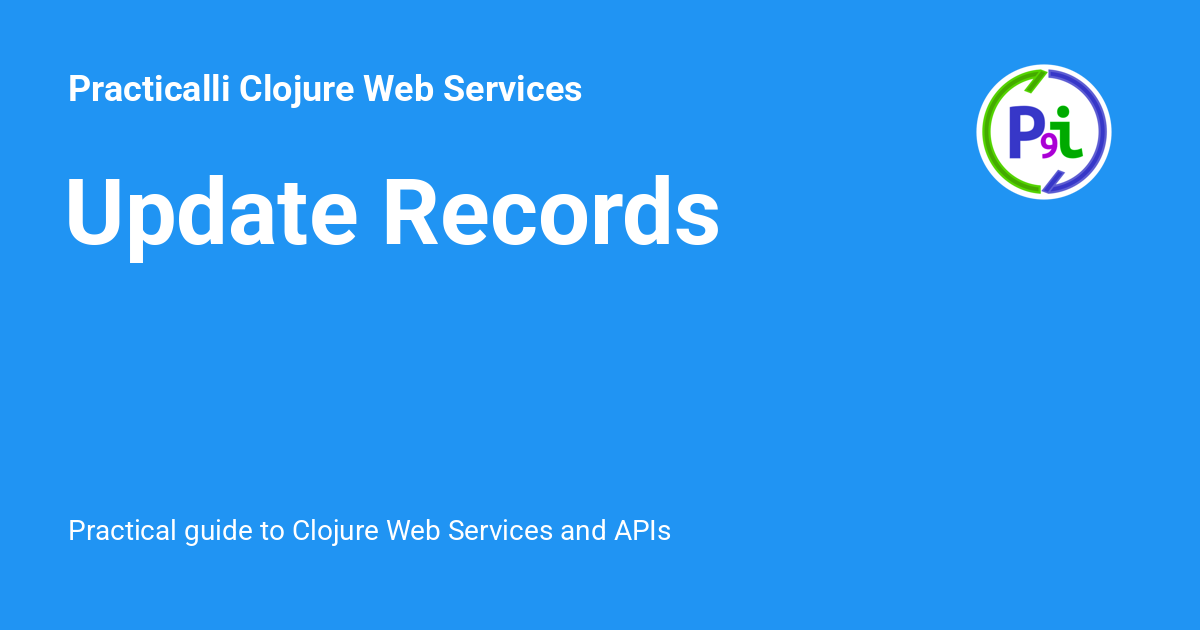 Practicalli Clojure Web Services
P9i
Update Records
Practical guide to Clojure Web Services and APIs